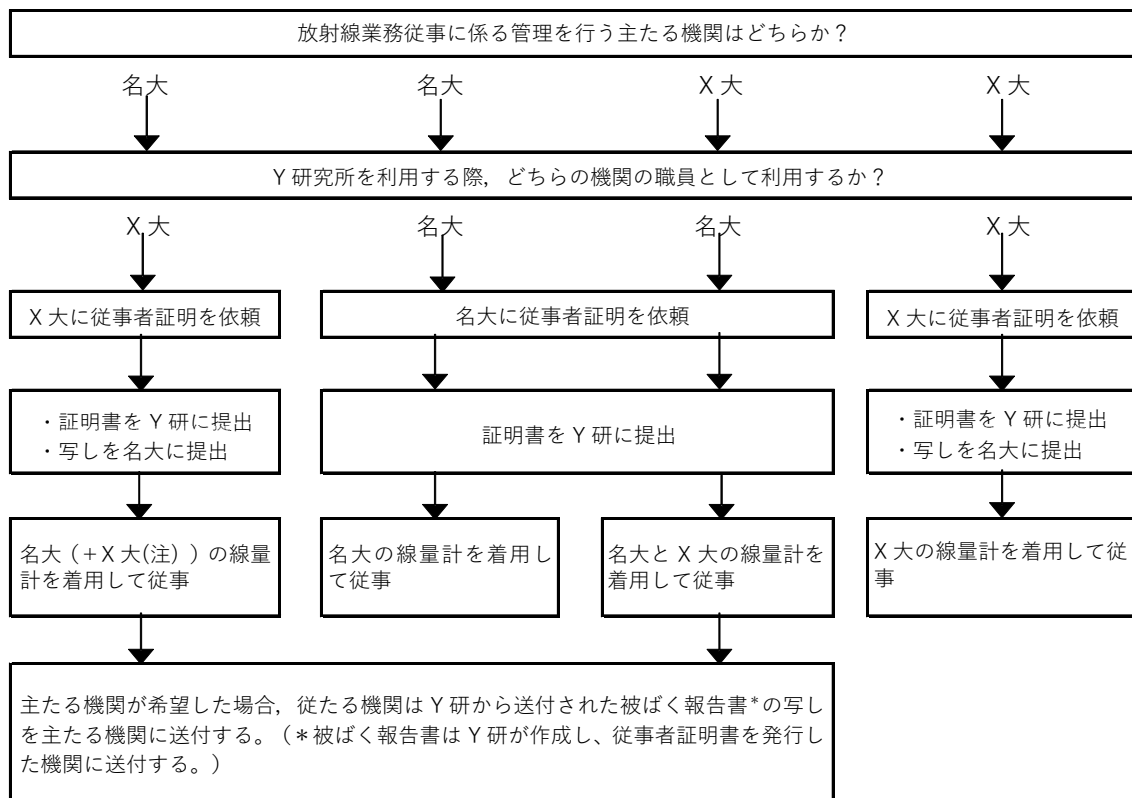 放射線業務従事に係る管理を行う主たる機関はどちらか？
名大
名大
X 大
X 大
Y 研究所を利用する際，どちらの機関の職員として利用するか？
X 大
名大
名大
X 大
X 大に従事者証明を依頼
名大に従事者証明を依頼
X 大に従事者証明を依頼
・証明書を Y 研に提出
・写しを名大に提出
証明書を Y 研に提出
・証明書を Y 研に提出
・写しを名大に提出
名大（＋X 大(注)）の線量
計を着用して従事
名大の線量計を着用し
て従事
名大と X 大の線量計を
着用して従事
X 大の線量計を着用して従
事
主たる機関が希望した場合，従たる機関は Y 研から送付された被ばく報告書*の写し
を主たる機関に送付する。（＊被ばく報告書は Y 研が作成し、従事者証明書を発行し
た機関に送付する。）